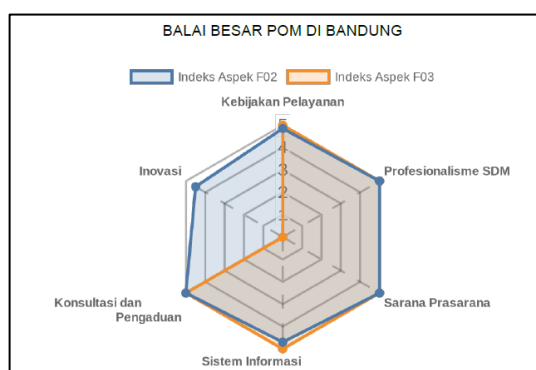 BALAI BESAR POM DI BANDUNG
Indeks Aspek F02
Indeks Aspek F03
Kebijakan Pelayanan
5
4
3
2
1
Inovasi
Profesionalisme SDM
Konsultasi dan
Pengaduan
Sarana Prasarana
Sistem Informasi